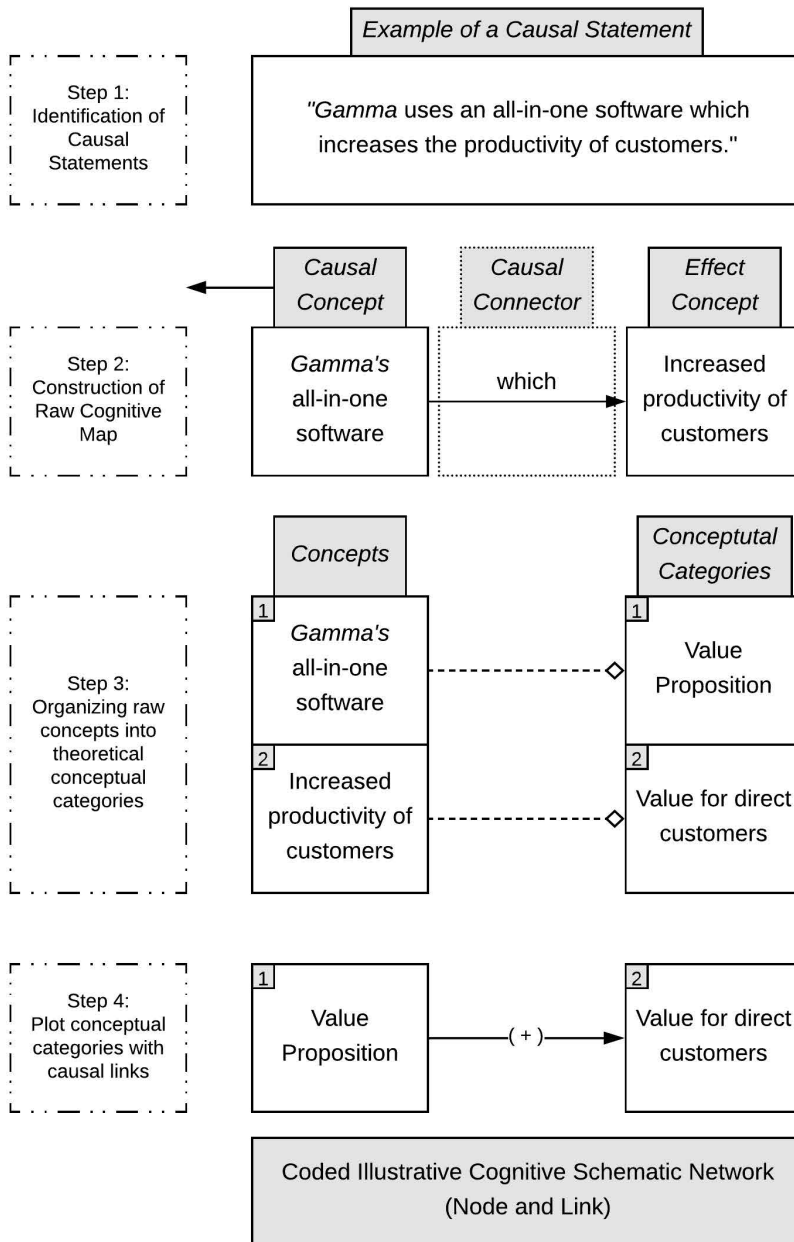 Example of a Causal Statement
Step 1:
Identification of
Causal
Statements
"Gamma uses an all-in-one software which
increases the productivity of customers."
Causal
Concept
Causal
Connector
Effect
Concept
Step 2:
Construction of
Raw Cognitive
Map
Gamma's
all-in-one
software
which
Increased
productivity of
customers
Concepts
Conceptutal
Categories
Step 3:
Organizing raw
concepts into
theoretical
conceptual
categories
1
Gamma's
all-in-one
software
1
Value
Proposition
2
Increased
productivity of
customers
2
Value for direct
customers
Step 4:
Plot conceptual
categories with
causal links
1
Value
Proposition
( + )
2
Value for direct
customers
Coded Illustrative Cognitive Schematic Network
(Node and Link)